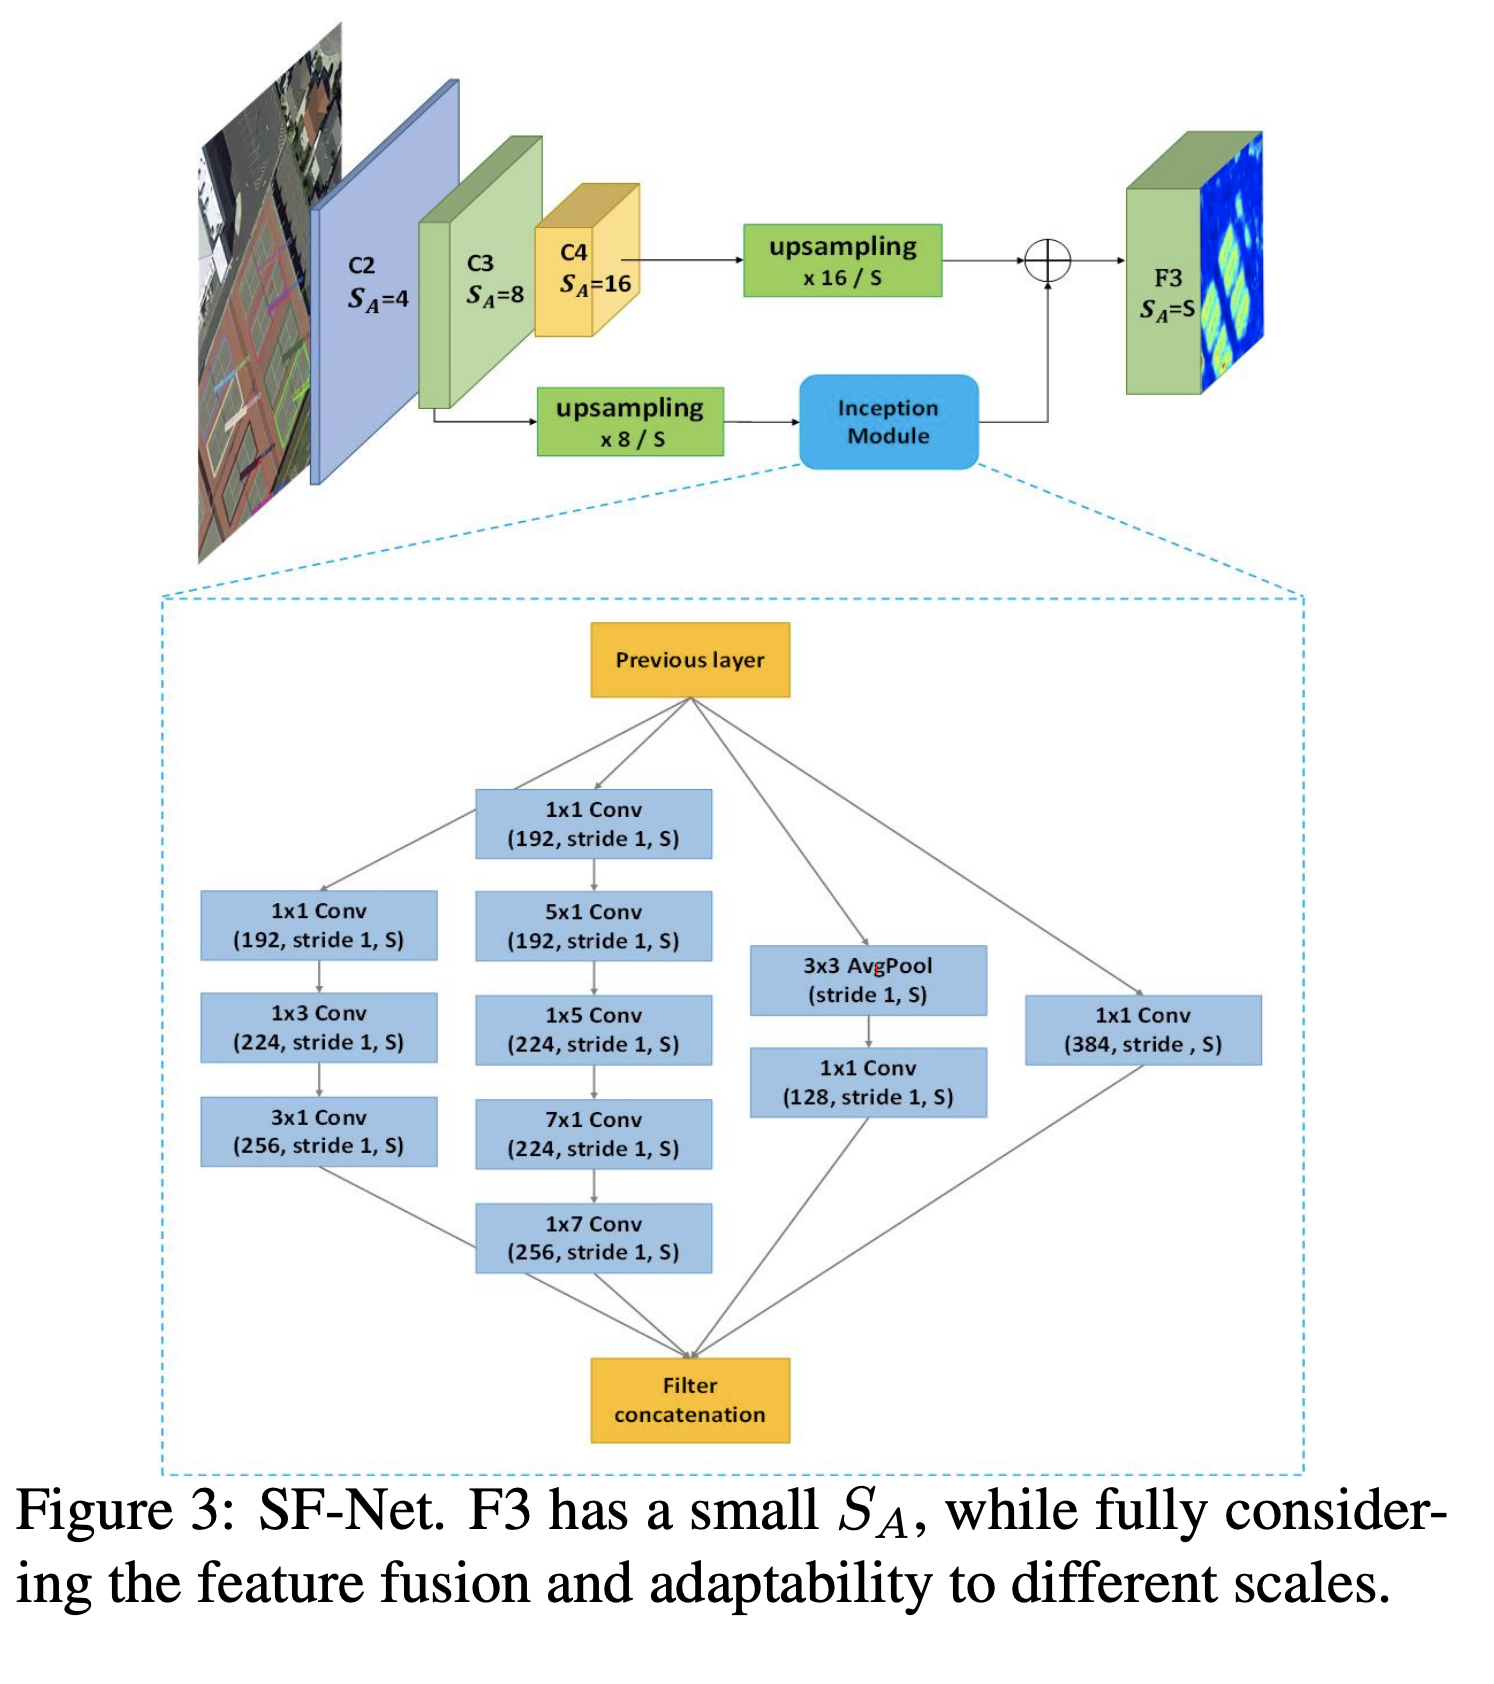 C2
S_A=4
C3
S_A=8
C4
S_A=16
upsampling
x 16 / S
F3
S_A=S
upsampling
x 8 / S
Inception
Module
Previous layer
1x1 Conv
(192, stride 1, S)
5x1 Conv
(192, stride 1, S)
1x5 Conv
(224, stride 1, S)
7x1 Conv
(224, stride 1, S)
1x7 Conv
(256, stride 1, S)
1x1 Conv
(192, stride 1, S)
1x3 Conv
(224, stride 1, S)
3x1 Conv
(256, stride 1, S)
3x3 AvgPool
(stride 1, S)
1x1 Conv
(128, stride 1, S)
1x1 Conv
(384, stride , S)
Filter
concatenation
Figure 3: SF-Net. F3 has a small S_A, while fully consider-
ing the feature fusion and adaptability to different scales.